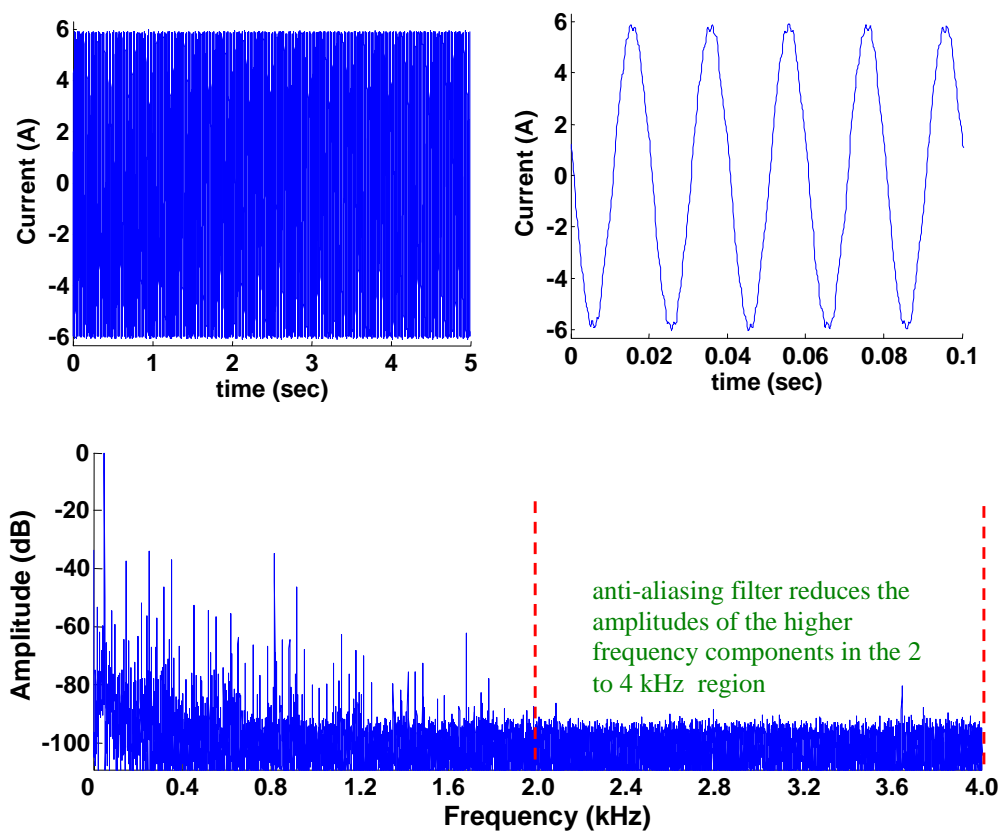 6
4
2
0
-2
-4
-6
Current (A)
0 1 2 3 4 5
time (sec)
6
4
2
0
-2
-4
-6
Current (A)
0 0.02 0.04 0.06 0.08 0.1
time (sec)
0
-20
-40
-60
-80
-100
Amplitude (dB)
anti-aliasing filter reduces the
amplitudes of the higher
frequency components in the 2
to 4 kHz region
0 0.4 0.8 1.2 1.6 2.0 2.4 2.8 3.2 3.6 4.0
Frequency (kHz)